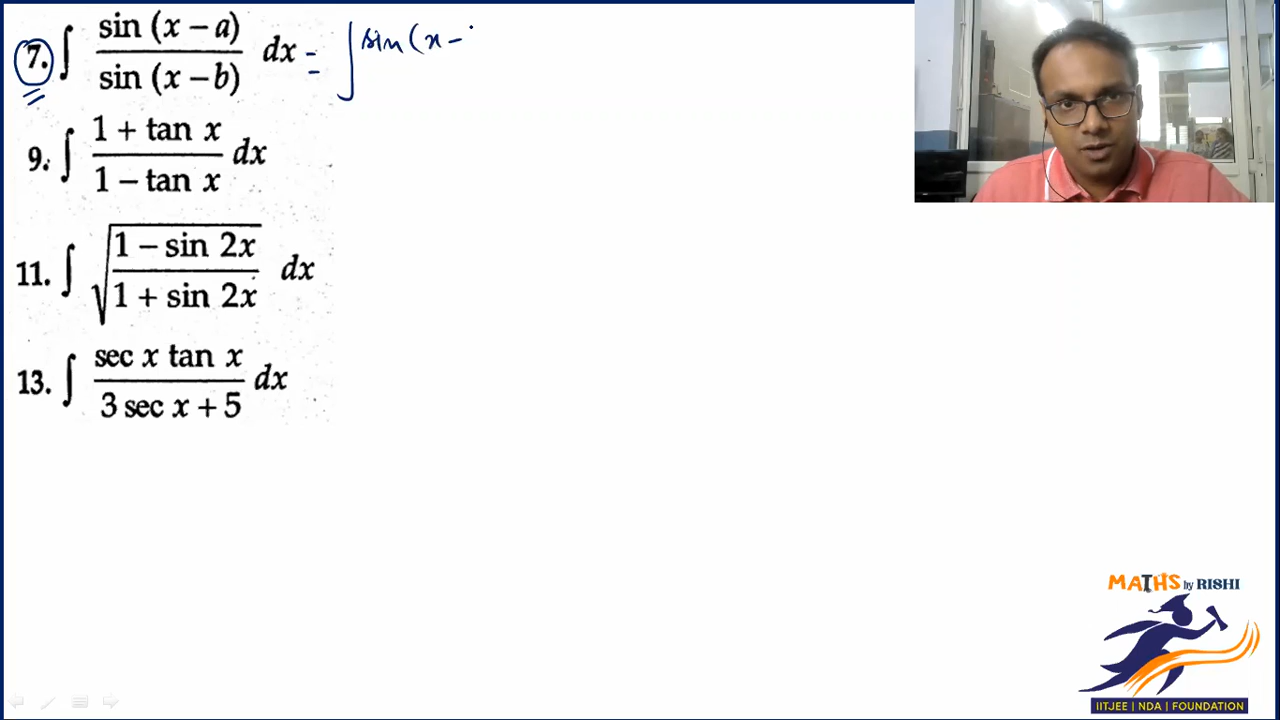 7. ∫ sin (x – a) / sin (x – b) dx = ∫ sin (x –
9. ∫ 1 + tan x / 1 – tan x dx
11. ∫ √(1 – sin 2x / 1 + sin 2x) dx
13. ∫ sec x tan x / 3 sec x + 5 dx
MATHS by RISHI
IITJEE | NDA | FOUNDATION